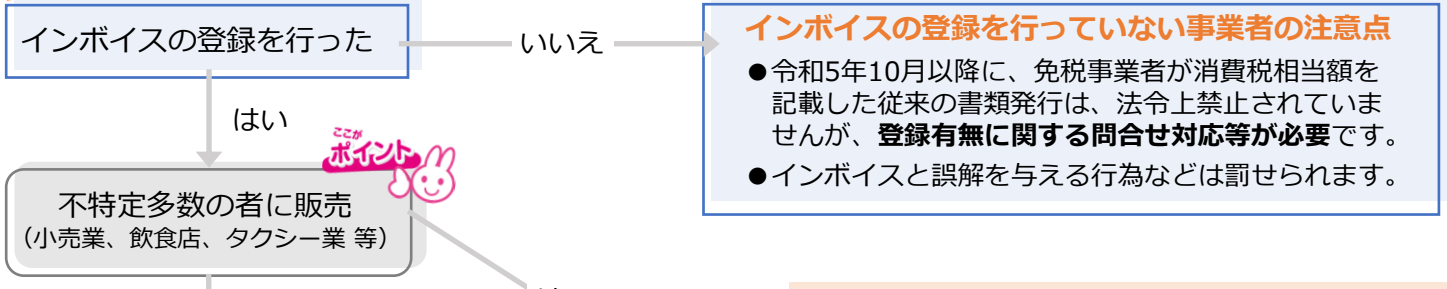 インボイスの登録を行った
いいえ
インボイスの登録を行っていない事業者の注意点
●令和5年10月以降に、免税事業者が消費税相当額を
記載した従来の書類発行は、法令上禁止されていま
せんが、登録有無に関する問合せ対応等が必要です。
●インボイスと誤解を与える行為などは罰せられます。
はい
ここが
ポイント
不特定多数の者に販売
（小売業、飲食店、タクシー業 等）